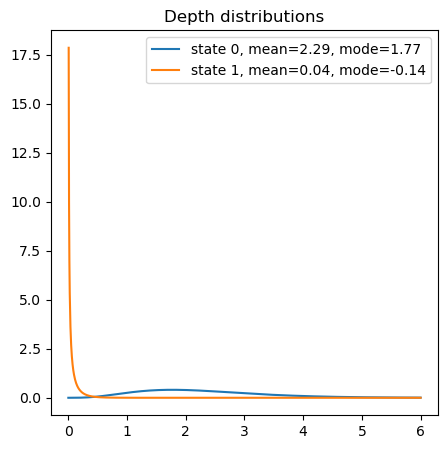 Depth distributions
state 0, mean=2.29, mode=1.77
state 1, mean=0.04, mode=-0.14
17.5
15.0
12.5
10.0
7.5
5.0
2.5
0.0
0 1 2 3 4 5 6